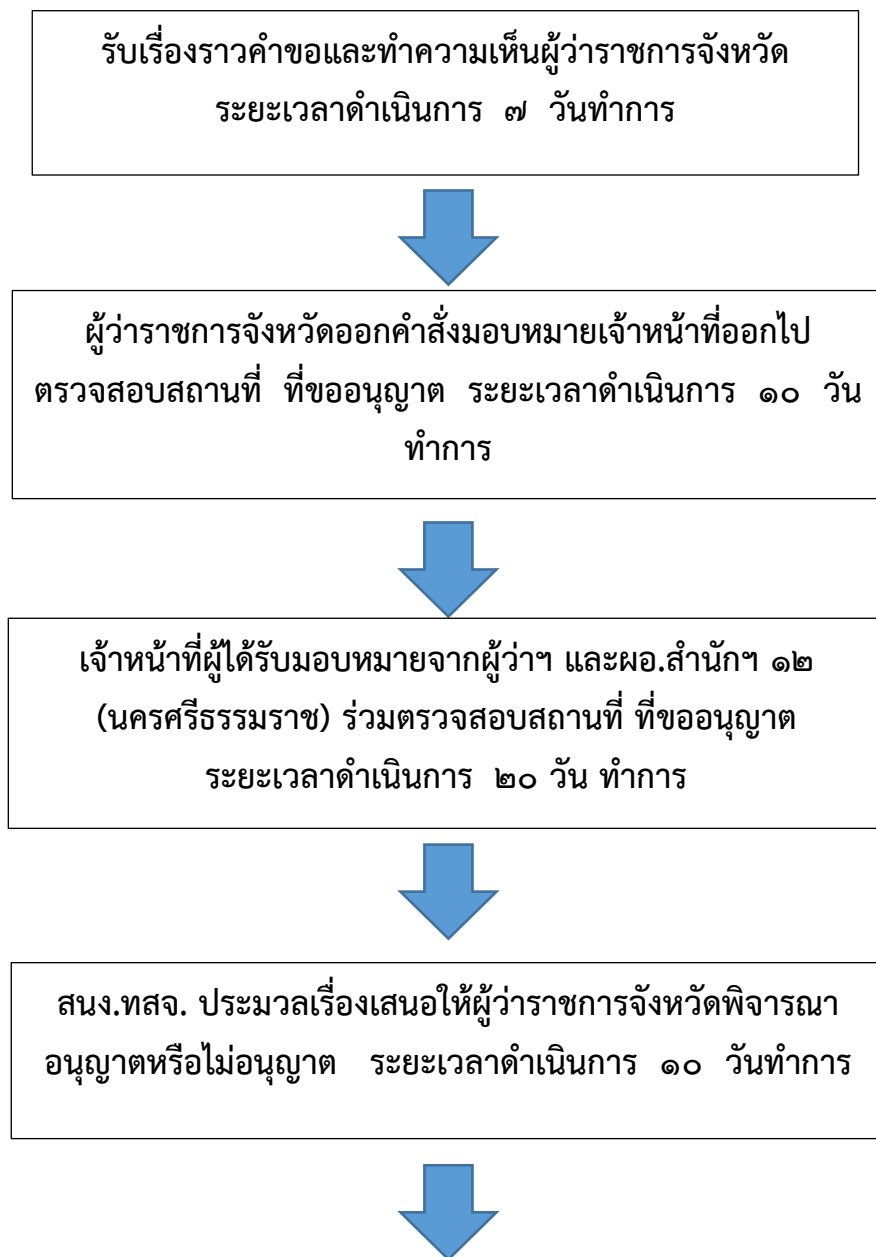 รับเรื่องราวคำขอและทำความเห็นผู้ว่าราชการจังหวัด
ระยะเวลาดำเนินการ ๗ วันทำการ
ผู้ว่าราชการจังหวัดออกคำสั่งมอบหมายเจ้าหน้าที่ออกไป
ตรวจสอบสถานที่ ที่ขออนุญาต ระยะเวลาดำเนินการ ๑๐ วัน
ทำการ
เจ้าหน้าที่ผู้ได้รับมอบหมายจากผู้ว่าฯ และผอ.สำนักฯ ๑๒
(นครศรีธรรมราช) ร่วมตรวจสอบสถานที่ ที่ขออนุญาต
ระยะเวลาดำเนินการ ๒๐ วัน ทำการ
สนง.ทสจ. ประมวลเรื่องเสนอให้ผู้ว่าราชการจังหวัดพิจารณา
อนุญาตหรือไม่อนุญาต ระยะเวลาดำเนินการ ๑๐ วันทำการ